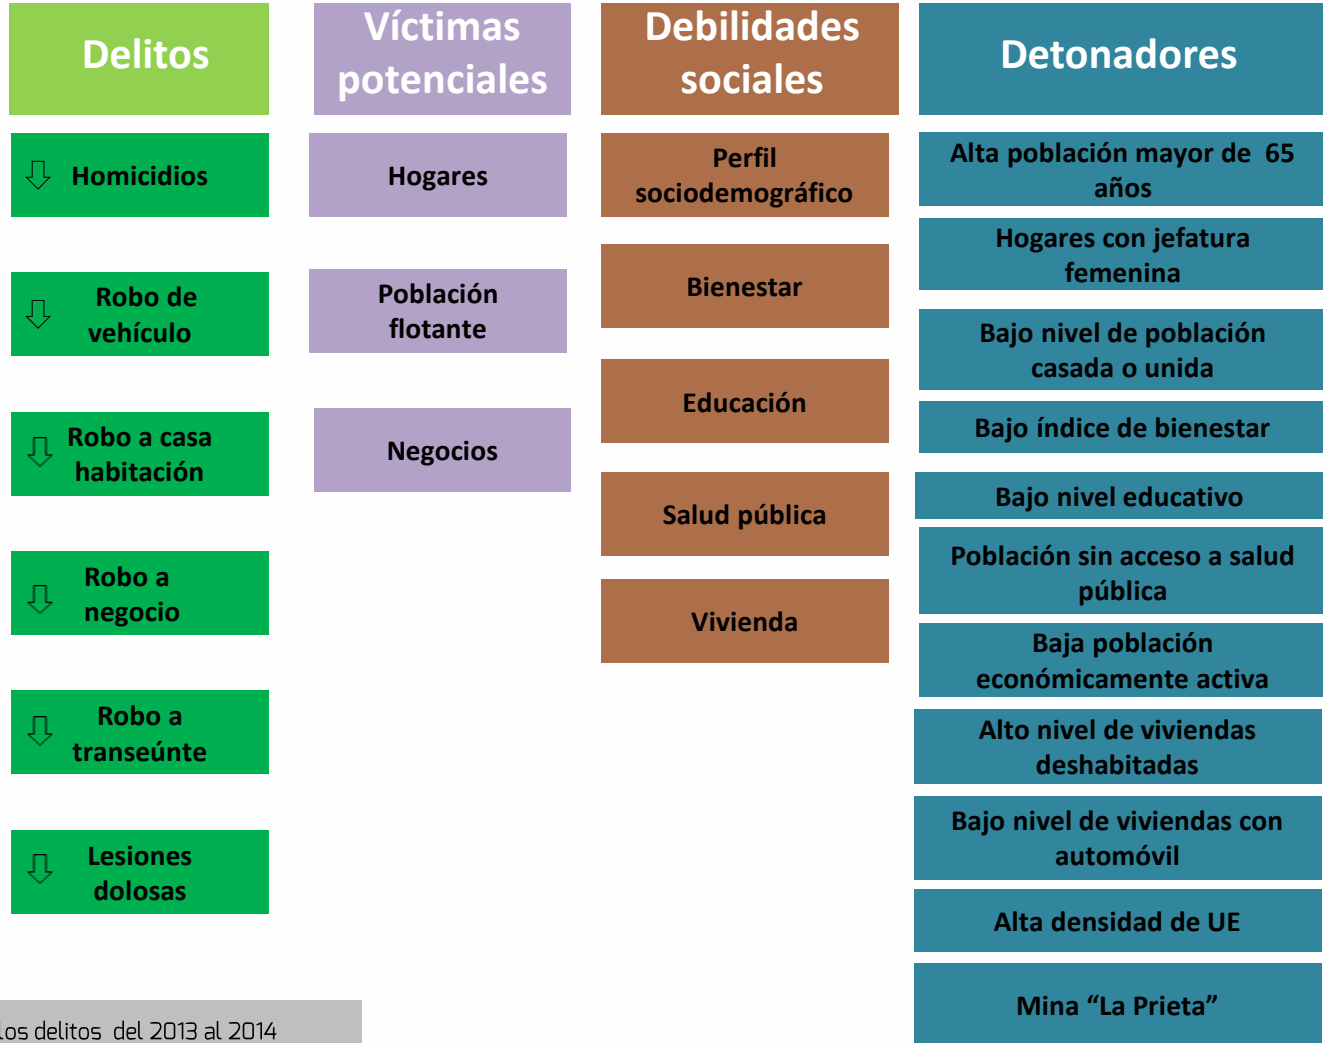 Delitos
Homicidios
Robo de
vehículo
Robo a casa
habitación
Robo a
negocio
Robo a
transeúnte
Lesiones
dolosas
Víctimas
potenciales
Hogares
Población
flotante
Negocios
Debilidades
sociales
Perfil
sociodemográfico
Bienestar
Educación
Salud pública
Vivienda
Detonadores
Alta población mayor de 65
años
Hogares con jefatura
femenina
Bajo nivel de población
casada o unida
Bajo índice de bienestar
Bajo nivel educativo
Población sin acceso a salud
pública
Baja población
económicamente activa
Alto nivel de viviendas
deshabitadas
Bajo nivel de viviendas con
automóvil
Alta densidad de UE
Mina “La Prieta”
los delitos del 2013 al 2014